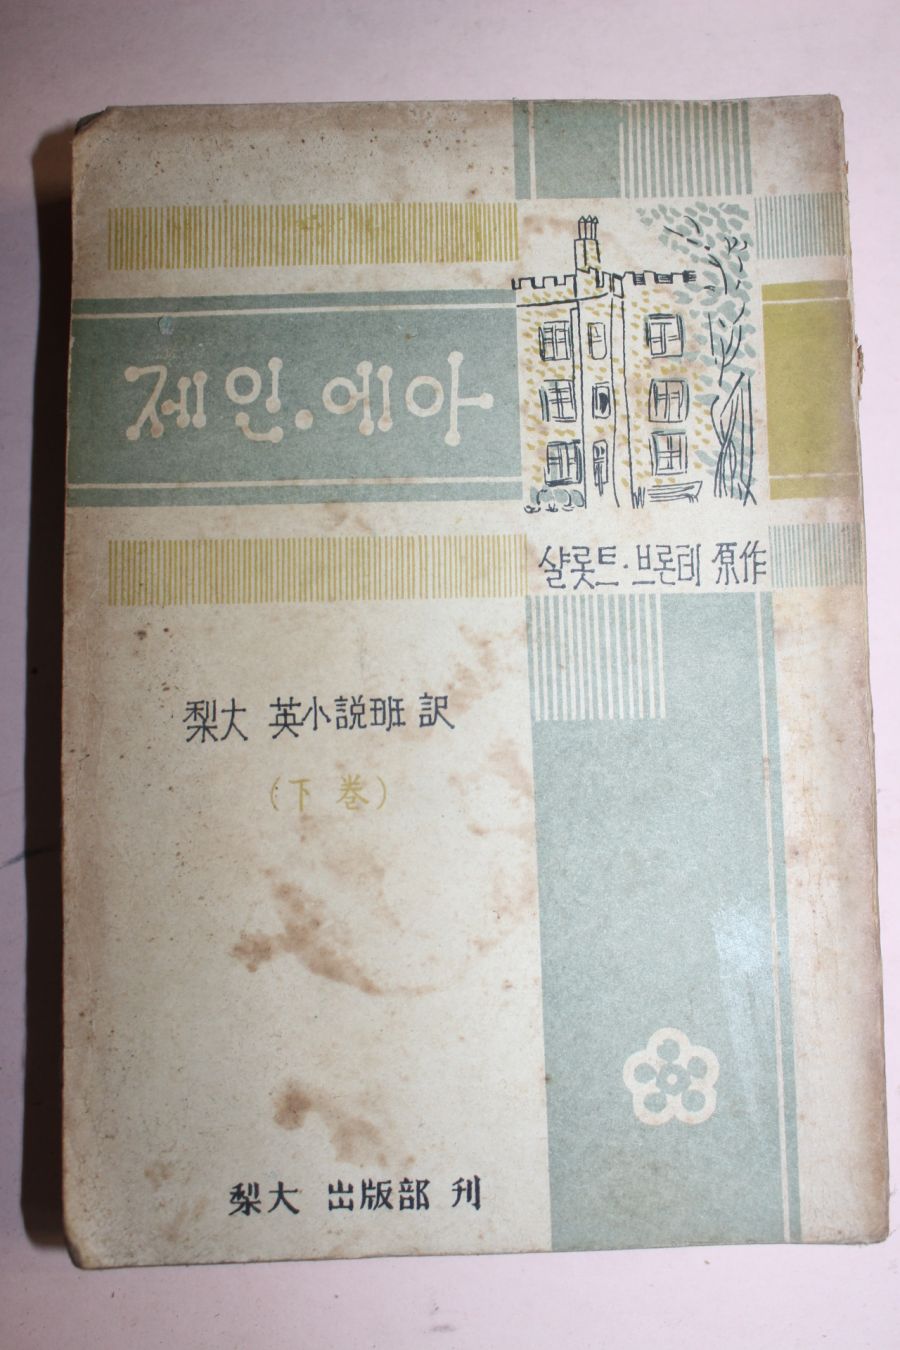 제인·에아
샬롯트·브론테 原作
梨大 英小説班 訳
(下巻)
梨大 出版部 刊